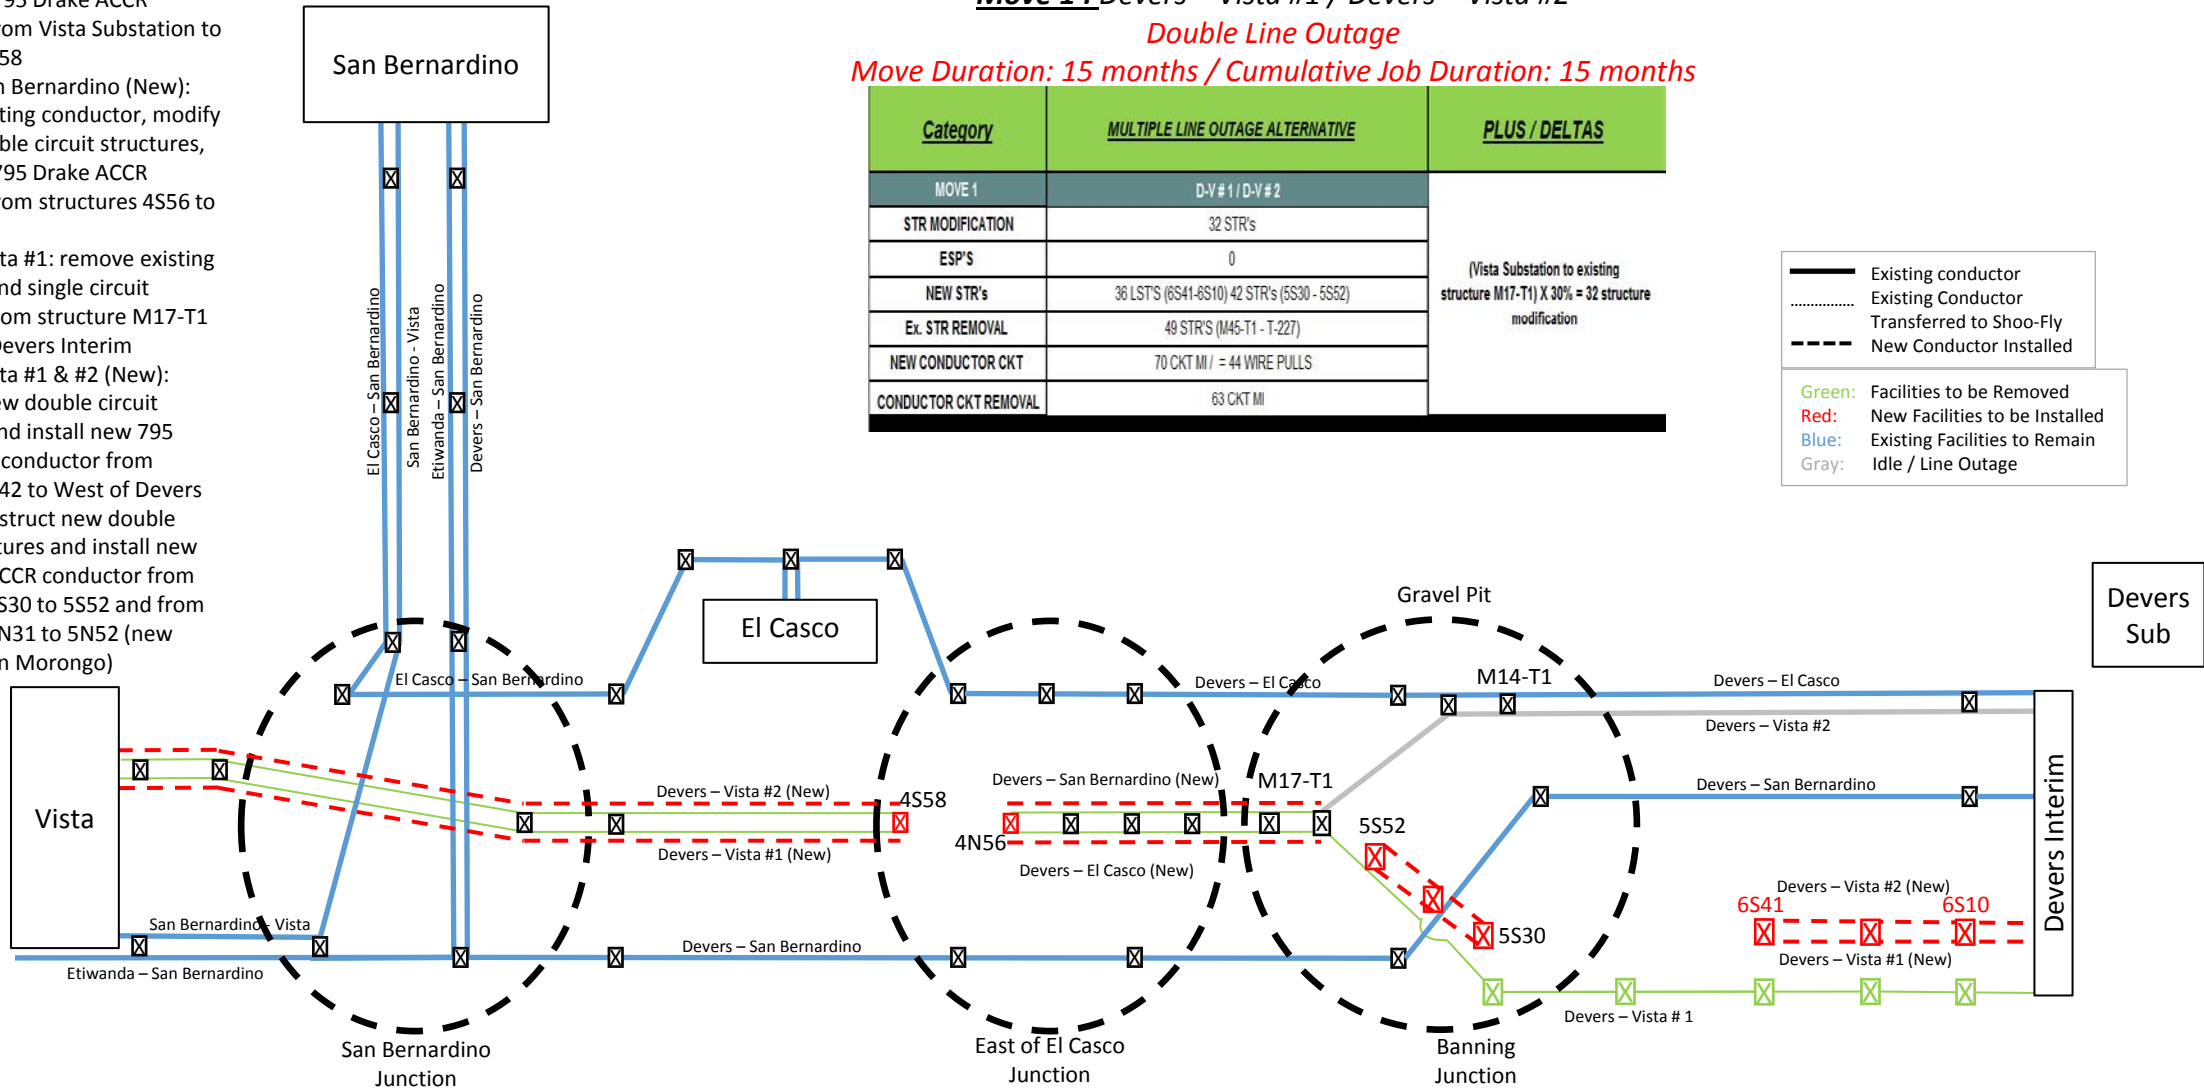 795 Drake ACCR
from Vista Substation to
58
n Bernardino (New):
ting conductor, modify
ble circuit structures,
795 Drake ACCR
rom structures 4S56 to
ta #1: remove existing
nd single circuit
om structure M17-T1
Devers Interim
ta #1 & #2 (New):
ew double circuit
nd install new 795
conductor from
42 to West of Devers
struct new double
tures and install new
ACCR conductor from
S30 to 5S52 and from
N31 to 5N52 (new
n Morongo)
Move 1 : Devers – Vista #1 / Devers – Vista #2
Double Line Outage
Move Duration: 15 months / Cumulative Job Duration: 15 months
Category MULTIPLE LINE OUTAGE ALTERNATIVE PLUS / DELTAS
MOVE 1 D-V # 1 / D-V # 2
STR MODIFICATION 32 STR's
ESP'S 0
NEW STR's 36 LST'S (6S41-6S10) 42 STR's (5S30 - 5S52)
Ex. STR REMOVAL 49 STR'S (M45-T1 - T-227)
NEW CONDUCTOR CKT 70 CKT MI / = 44 WIRE PULLS
CONDUCTOR CKT REMOVAL 63 CKT MI
(Vista Substation to existing
structure M17-T1) X 30% = 32 structure
modification
Existing conductor
Existing Conductor
Transferred to Shoo-Fly
New Conductor Installed
Green: Facilities to be Removed
Red: New Facilities to be Installed
Blue: Existing Facilities to Remain
Gray: Idle / Line Outage
San Bernardino
El Casco – San Bernardino
San Bernardino - Vista
Etiwanda – San Bernardino
Devers – San Bernardino
El Casco
Gravel Pit
Devers
Sub
El Casco – San Bernardino
Devers – El Casco
M14-T1
Devers – El Casco
Devers – Vista #2
Vista
Devers – Vista #2 (New)
4S58
Devers – Vista #1 (New)
Devers – San Bernardino (New)
M17-T1
4N56
Devers – El Casco (New)
5S52
5S30
Devers – San Bernardino
Devers – Vista #2 (New)
6S41
6S10
Devers – Vista #1 (New)
Devers Interim
San Bernardino - Vista
Etiwanda – San Bernardino
Devers – San Bernardino
Devers – Vista # 1
San Bernardino
Junction
East of El Casco
Junction
Banning
Junction